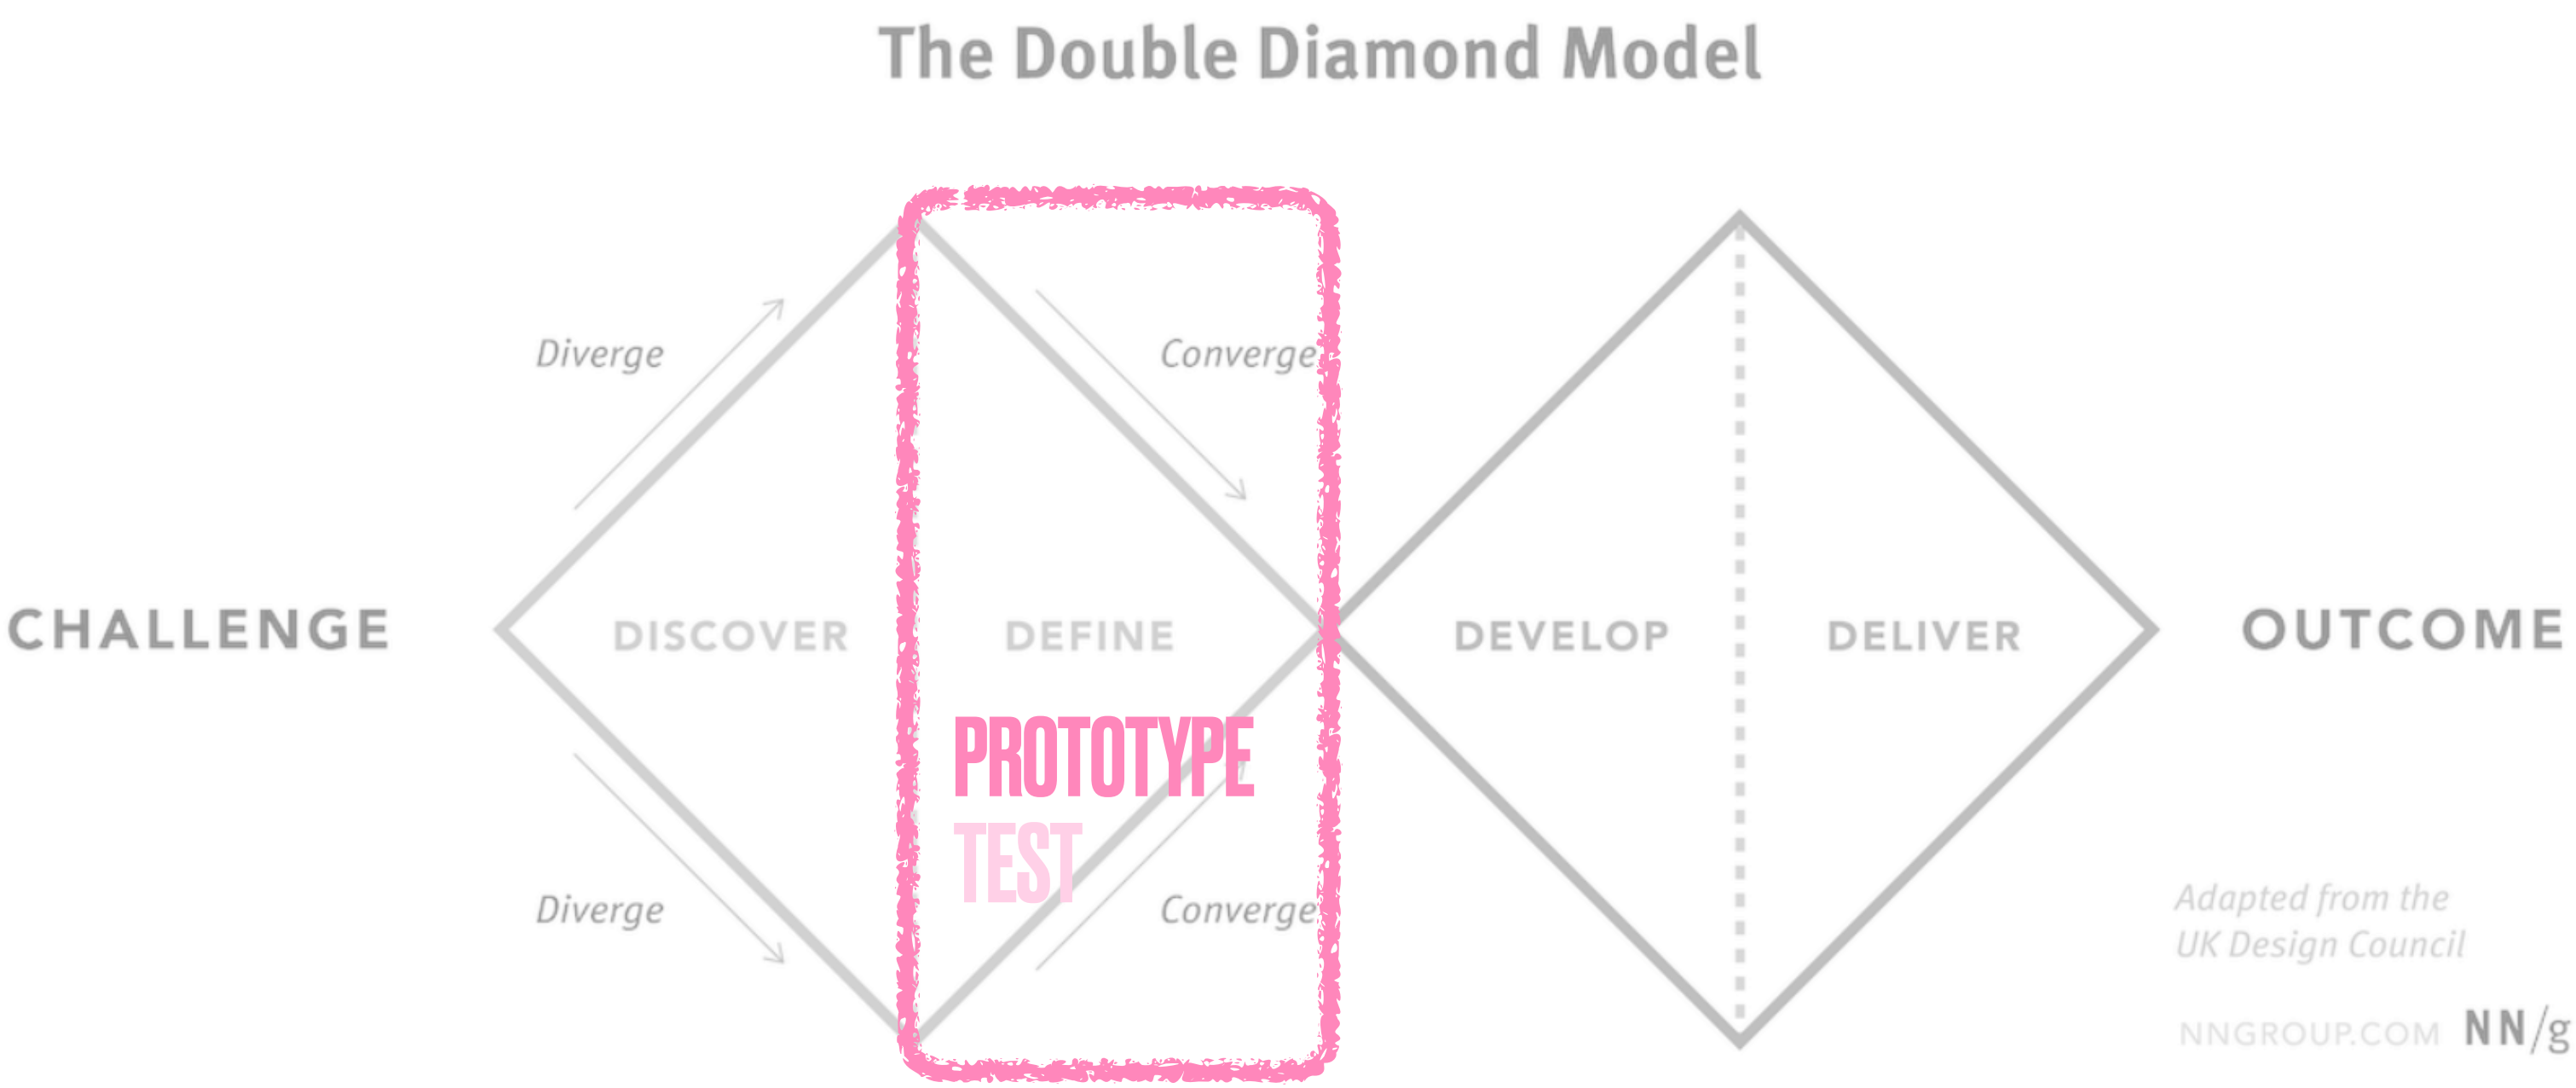 The Double Diamond Model
Diverge
Converge
CHALLENGE
DISCOVER
DEFINE
DEVELOP
DELIVER
OUTCOME
PROTOTYPE
TEST
Diverge
Converge
Adapted from the
UK Design Council
NNGROUP.COM NN/g